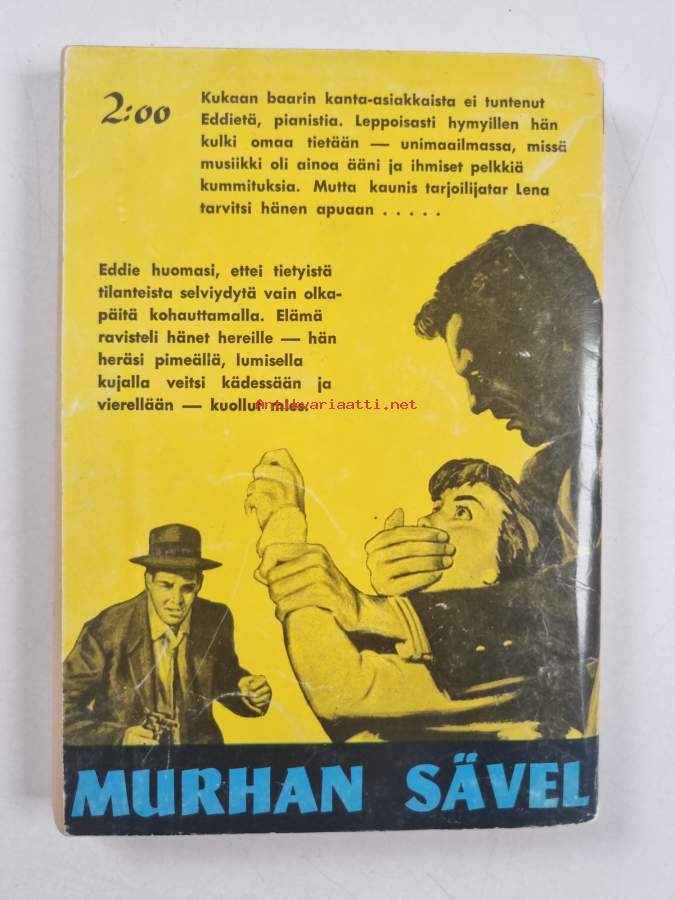 2:00
Kukaan baarin kanta-asiakkaista ei tuntenut
Eddietä, pianistia. Leppoisasti hymyillen hän
kulki omaa tietään — unimaailmassa, missä
musiikki oli ainoa ääni ja ihmiset pelkkiä
kummituksia. Mutta kaunis tarjoilijatar Lena
tarvitsi hänen apuaan . . . . .
Eddie huomasi, ettei tietyistä
tilanteista selviydytä vain olka-
päitä kohauttamalla. Elämä
ravisteli hänet hereille — hän
heräsi pimeällä, lumisella
kujalla veitsi kädessään ja
vierellään — kuollut mies.
Antikvariaatti.net
MURHAN SÄVEL